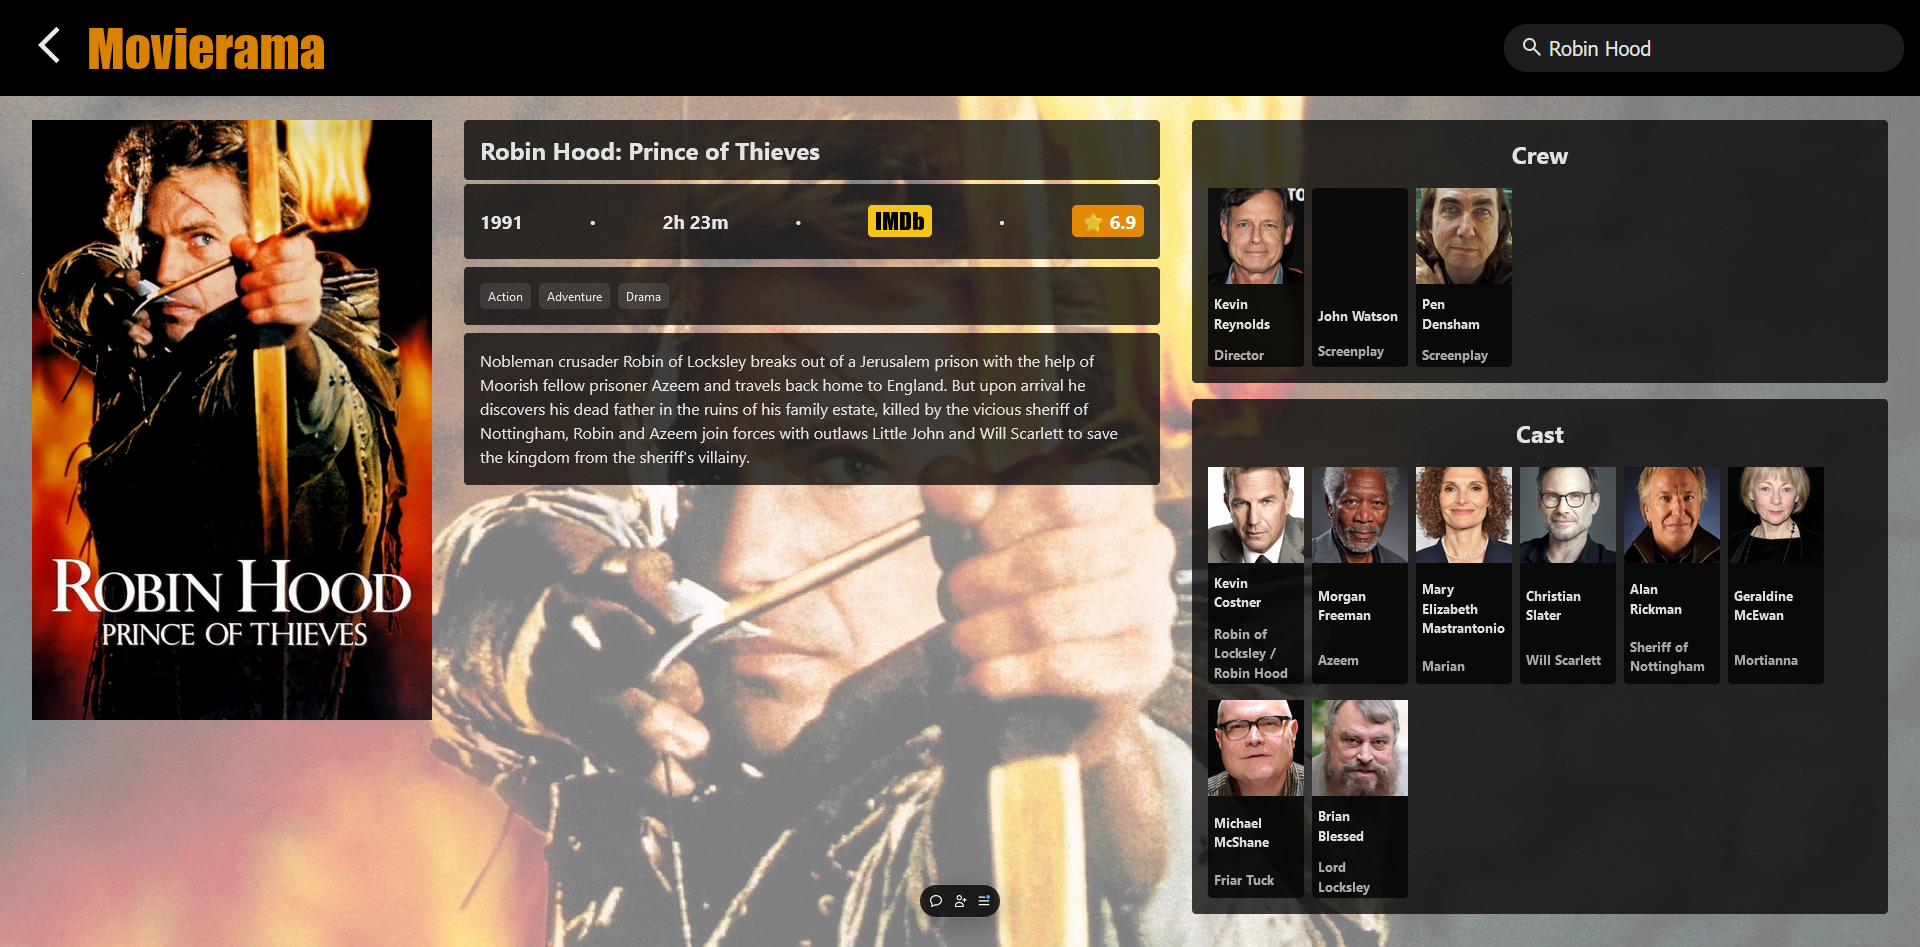 Movierama
Robin Hood
ROBIN HOOD
PRINCE OF THIEVES
Robin Hood: Prince of Thieves
1991 • 2h 23m • IMDb • 6.9
Action Adventure Drama
Nobleman crusader Robin of Locksley breaks out of a Jerusalem prison with the help of
Moorish fellow prisoner Azeem and travels back home to England. But upon arrival he
discovers his dead father in the ruins of his family estate, killed by the vicious sheriff of
Nottingham, Robin and Azeem join forces with outlaws Little John and Will Scarlett to save
the kingdom from the sheriff's villainy.
Crew
Kevin
Reynolds
Director
John Watson
Screenplay
Pen
Densham
Screenplay
Cast
Kevin
Costner
Robin of
Locksley /
Robin Hood
Morgan
Freeman
Azeem
Mary
Elizabeth
Mastrantonio
Marian
Christian
Slater
Will Scarlett
Alan
Rickman
Sheriff of
Nottingham
Geraldine
McEwan
Mortianna
Michael
McShane
Friar Tuck
Brian
Blessed
Lord
Locksley